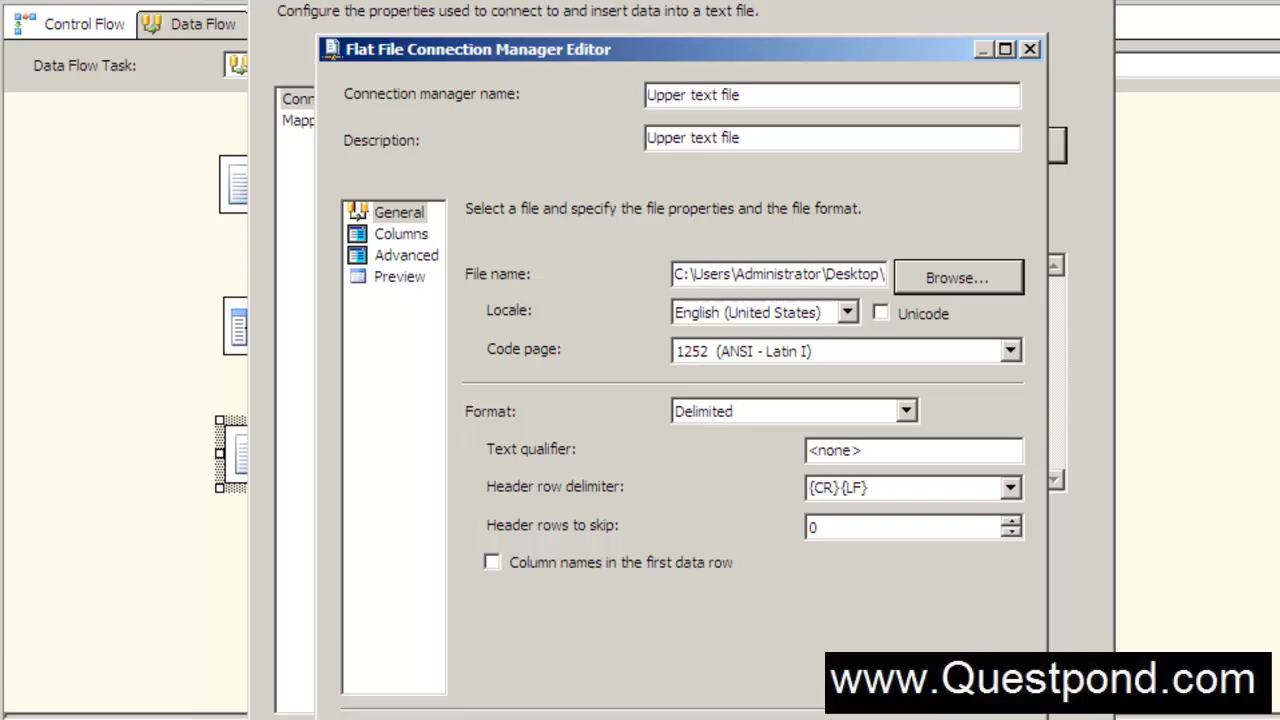 Configure the properties used to connect to and insert data into a text file.
Control Flow
Data Flow
Flat File Connection Manager Editor
Data Flow Task:
Connection manager name:
Upper text file
Description:
Upper text file
General
Columns
Advanced
Preview
Select a file and specify the file properties and the file format.
File name:
C:\Users\Administrator\Desktop\
Browse...
Locale:
English (United States)
Unicode
Code page:
1252 (ANSI - Latin I)
Format:
Delimited
Text qualifier:
<none>
Header row delimiter:
{CR}{LF}
Header rows to skip:
0
Column names in the first data row
www.Questpond.com